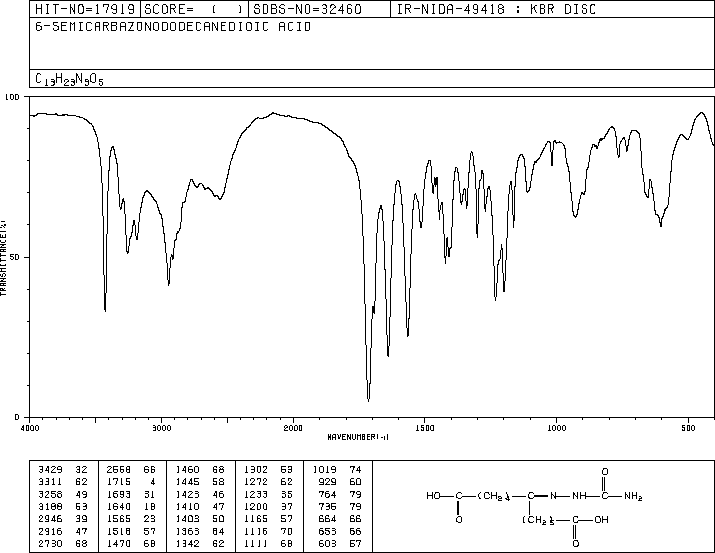 HIT-NO=17919 SCORE= ( ) SDBS-NO=32460 IR-NIDA-49418 : KBR DISC
6-SEMICARBAZONODODECANEDIOIC ACID
C13H23N3O5
100
50
0
TRANSMITTANCE(%)
4000 3000 2000 1500 1000 500
WAVENUMBER(-1)
3429 32 2558 66 1460 68 1302 53 1019 74
3311 62 1715 4 1445 58 1272 62 929 60
3258 49 1693 31 1423 46 1233 35 764 79
3188 53 1640 18 1410 47 1200 37 735 79
2946 39 1565 23 1403 50 1165 57 664 66
2916 47 1518 57 1363 64 1116 70 653 66
2730 68 1470 68 1342 62 1111 68 603 57
O
HO C (CH2)4 C N NH C NH2
O (CH2)5 C OH
O